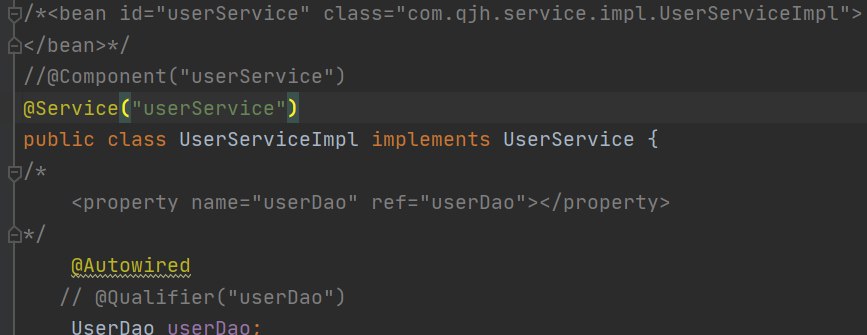 /*<bean id="userService" class="com.qjh.service.impl.UserServiceImpl">
</bean>*/
//@Component("userService")
@Service("userService")
public class UserServiceImpl implements UserService {
/*
<property name="userDao" ref="userDao"></property>
*/
@Autowired
// @Qualifier("userDao")
UserDao userDao;